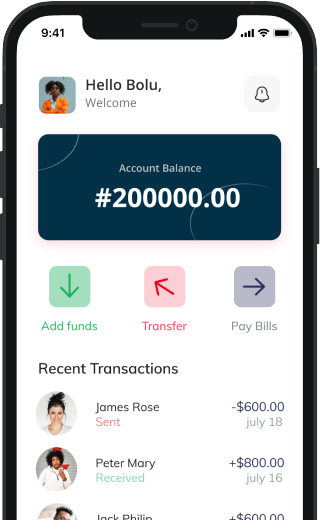 9:41
Hello Bolu,
Welcome
Account Balance
#200000.00
Add funds
Transfer
Pay Bills
Recent Transactions
James Rose
-$600.00
Sent
july 18
Peter Mary
+$800.00
Received
july 16
Jack Philip
+$600.00